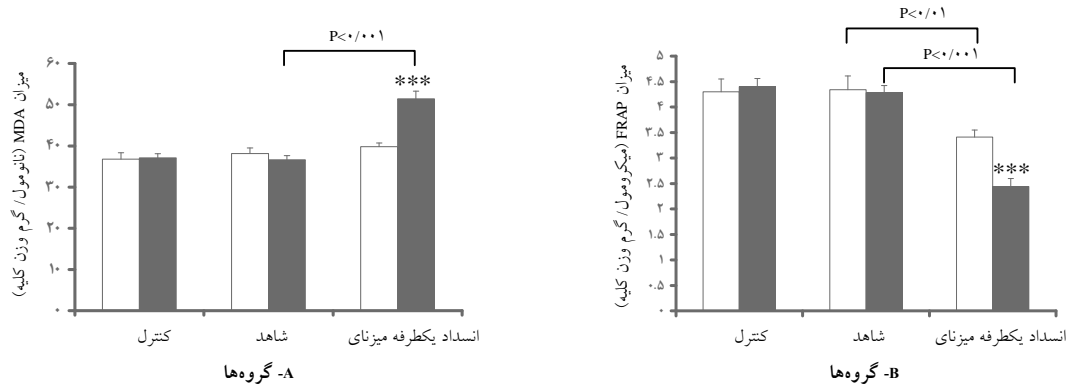 P<۰/۰۰۱
۶۰
۵۰
۴۰
۳۰
۲۰
۱۰
۰
میزان MDA (نانومول/ گرم وزن کلیه)
***
کنترل
شاهد
انسداد یکطرفه میزنای
A- گروه‌ها
P<۰/۰۱
P<۰/۰۰۱
۵
۴.۵
۴
۳.۵
۳
۲.۵
۲
۱.۵
۱
۰.۵
۰
میزان FRAP (میکرومول/ گرم وزن کلیه)
***
کنترل
شاهد
انسداد یکطرفه میزنای
B- گروه‌ها